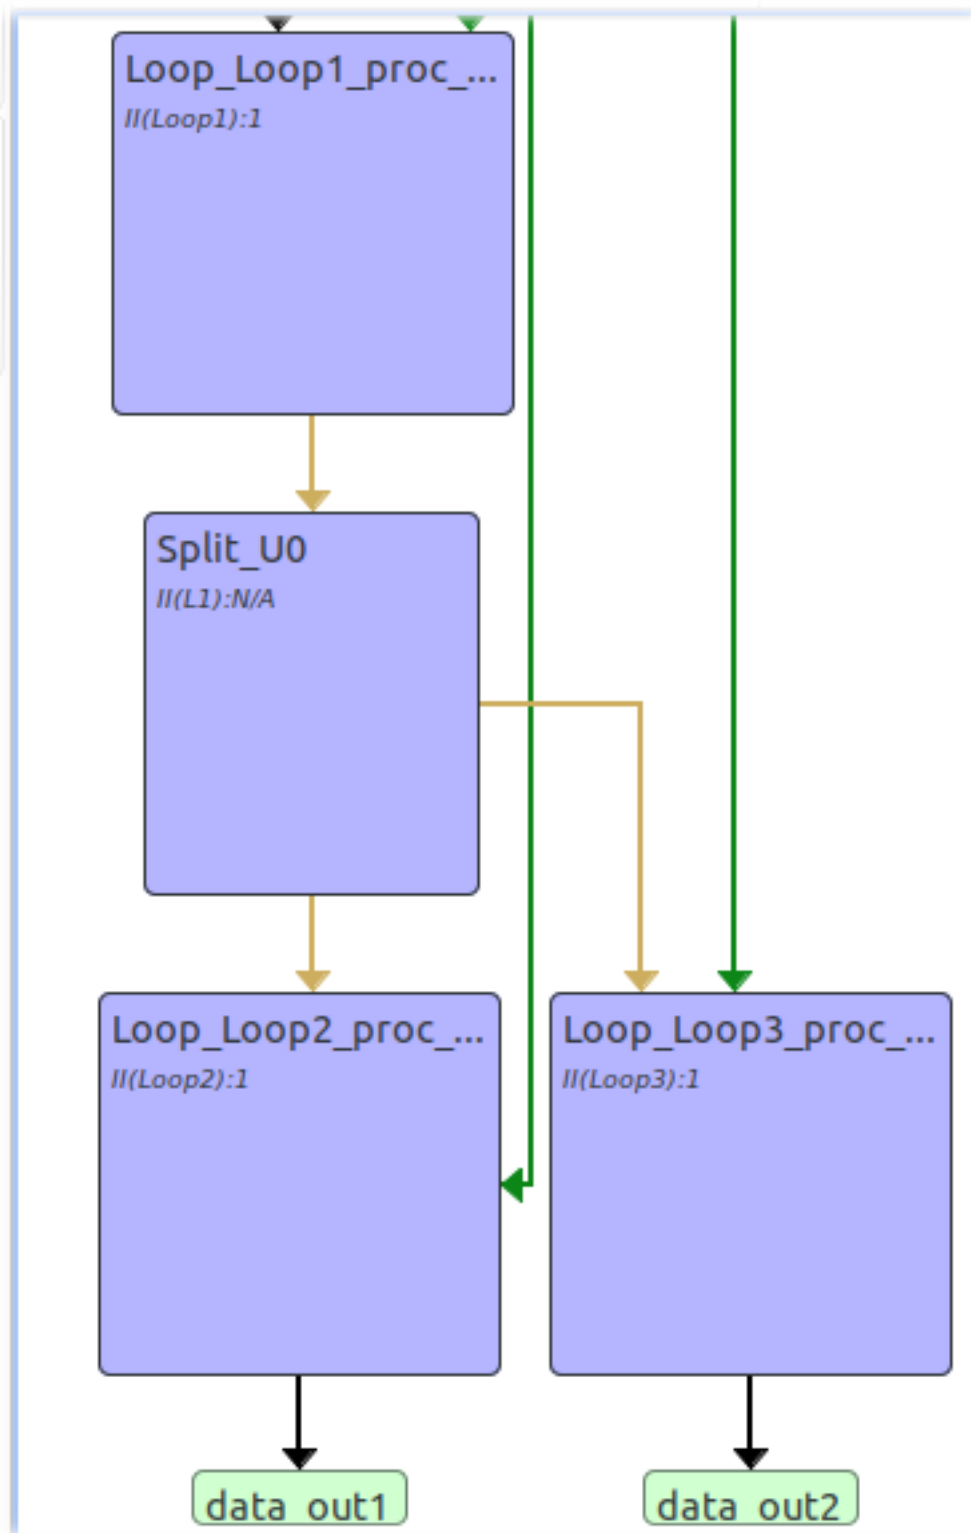 Loop_Loop1_proc_...
II(Loop1):1
Split_U0
II(L1):N/A
Loop_Loop2_proc_...
II(Loop2):1
Loop_Loop3_proc_...
II(Loop3):1
data_out1
data_out2